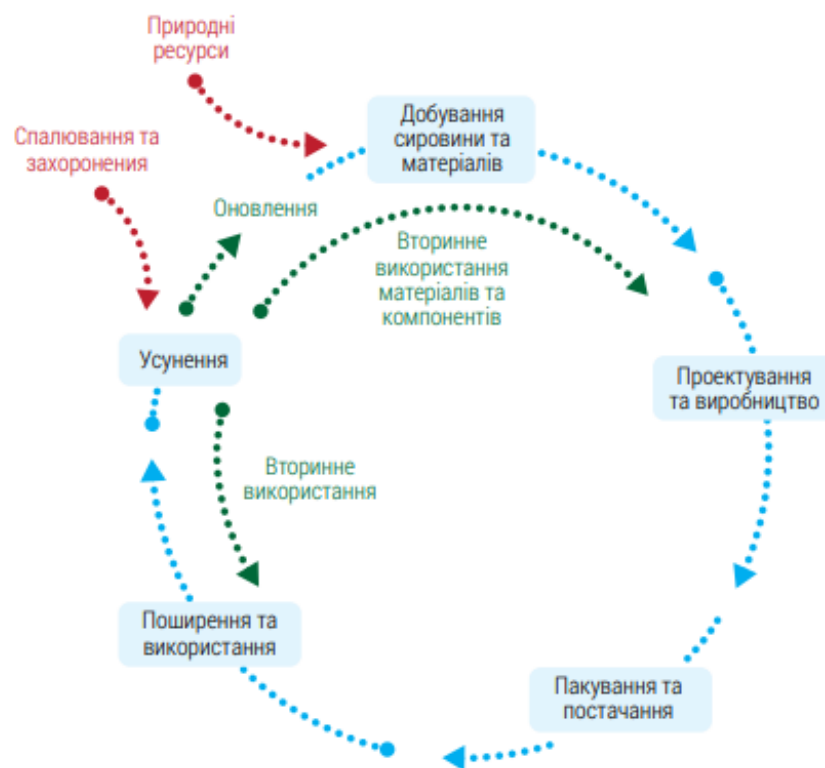 Природні
ресурси
Добування
сировини та
матеріалів
Спалювання та
захоронения
Оновлення
Вторинне
використання
матеріалів та
компонентів
Усунення
Проектування
та виробництво
Вторинне
використання
Поширення та
використання
Пакування та
постачання